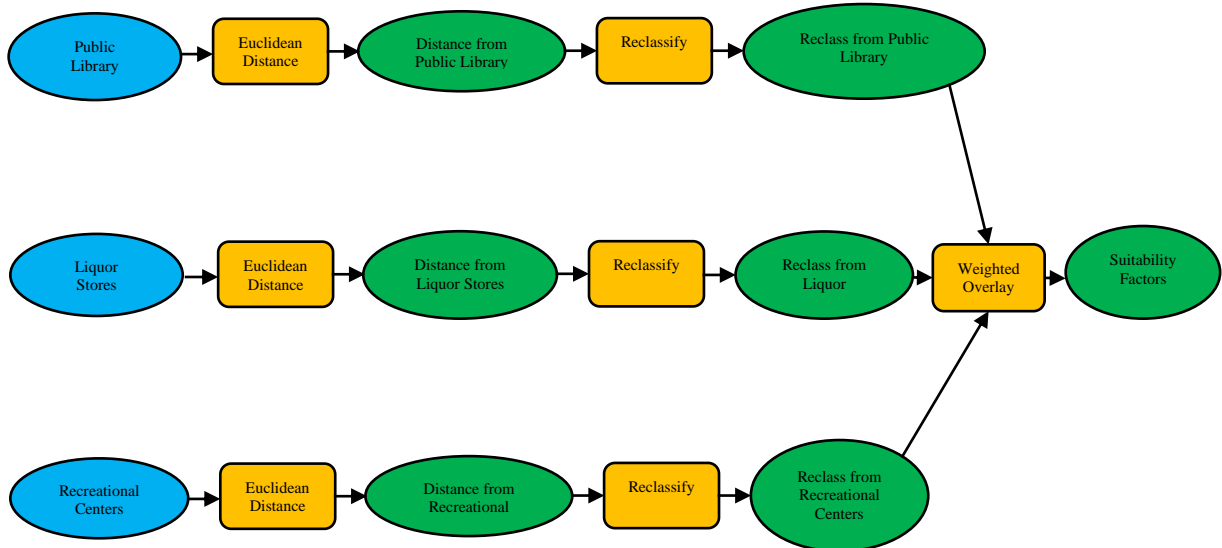 Public
Library
Euclidean
Distance
Distance from
Public Library
Reclassify
Reclass from Public
Library
Liquor
Stores
Euclidean
Distance
Distance from
Liquor Stores
Reclassify
Reclass from
Liquor
Weighted
Overlay
Suitability
Factors
Recreational
Centers
Euclidean
Distance
Distance from
Recreational
Reclassify
Reclass from
Recreational
Centers